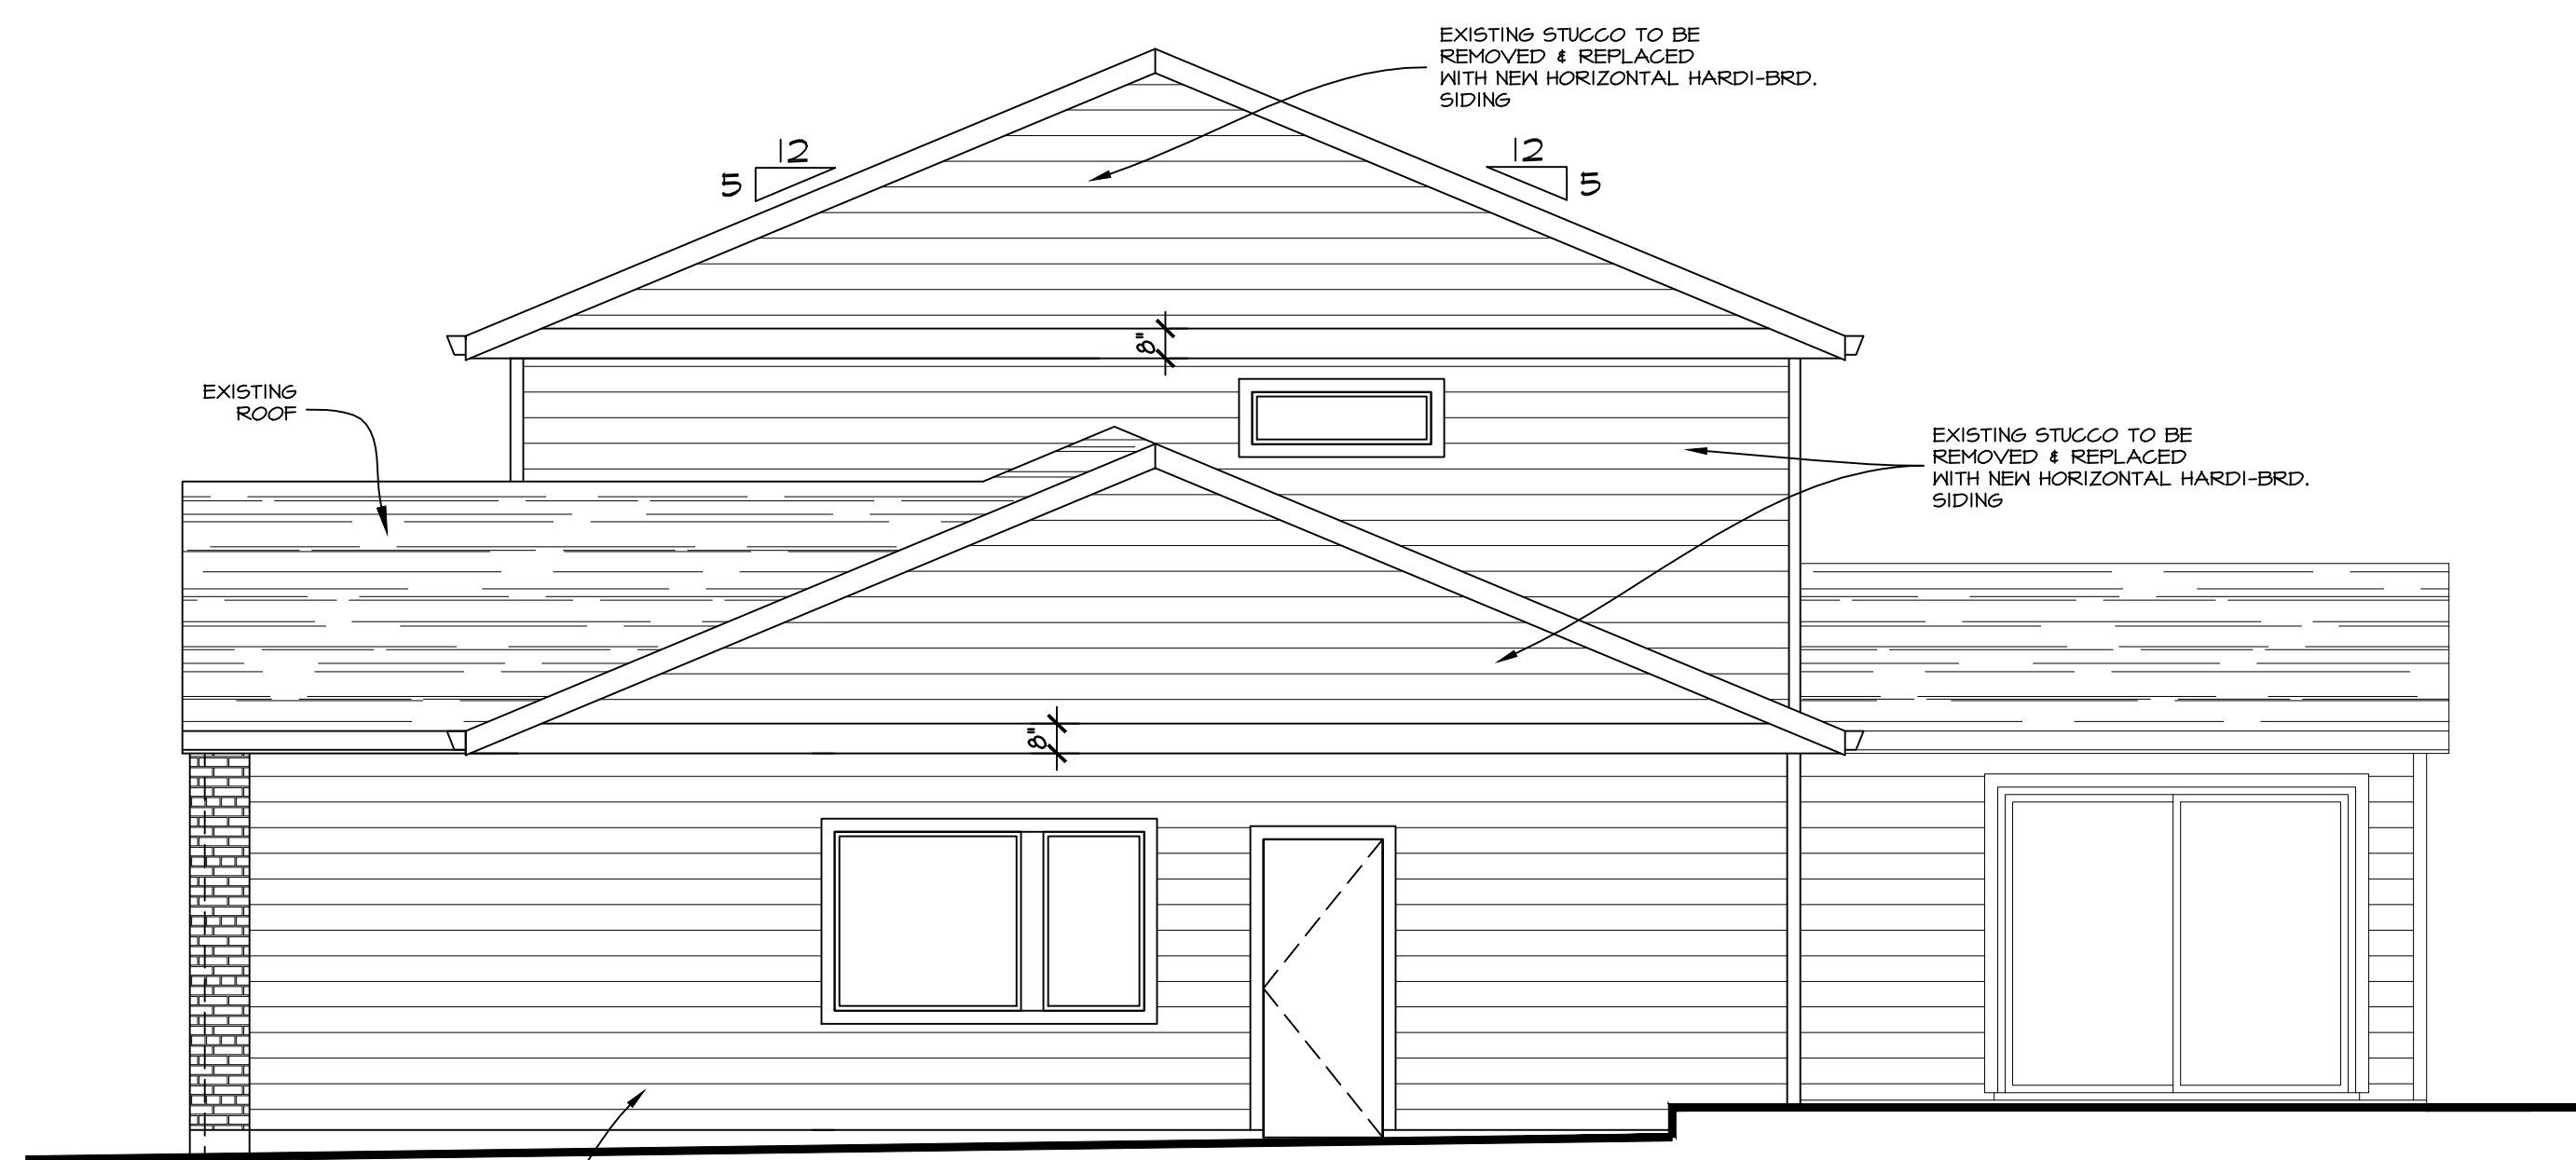 EXISTING STUCCO TO BE
REMOVED & REPLACED
WITH NEW HORIZONTAL HARDI-BRD.
SIDING
12
5
12
5
8"
EXISTING
ROOF
EXISTING STUCCO TO BE
REMOVED & REPLACED
WITH NEW HORIZONTAL HARDI-BRD.
SIDING
8"